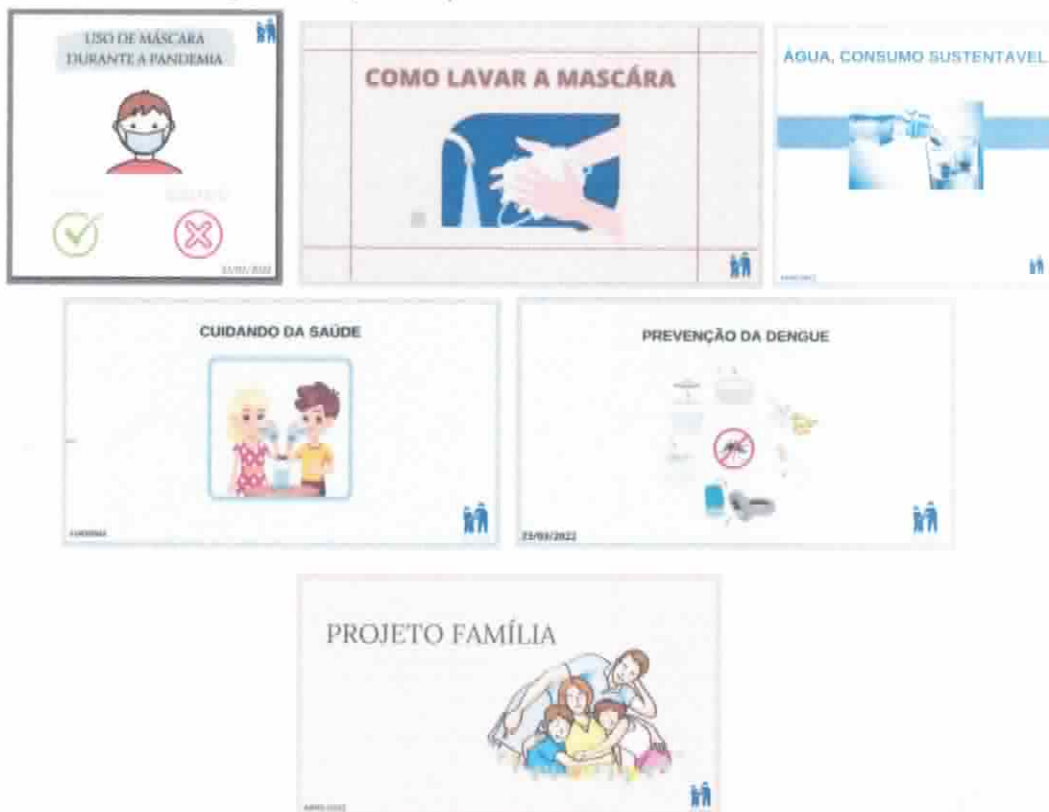 USO DE MÁSCARA
DURANTE A PANDEMIA
COMO LAVAR A MASCÁRA
ÁGUA, CONSUMO SUSTENTÁVEL
CUIDANDO DA SAÚDE
PREVENÇÃO DA DENGUE
23/03/2022
PROJETO FAMÍLIA